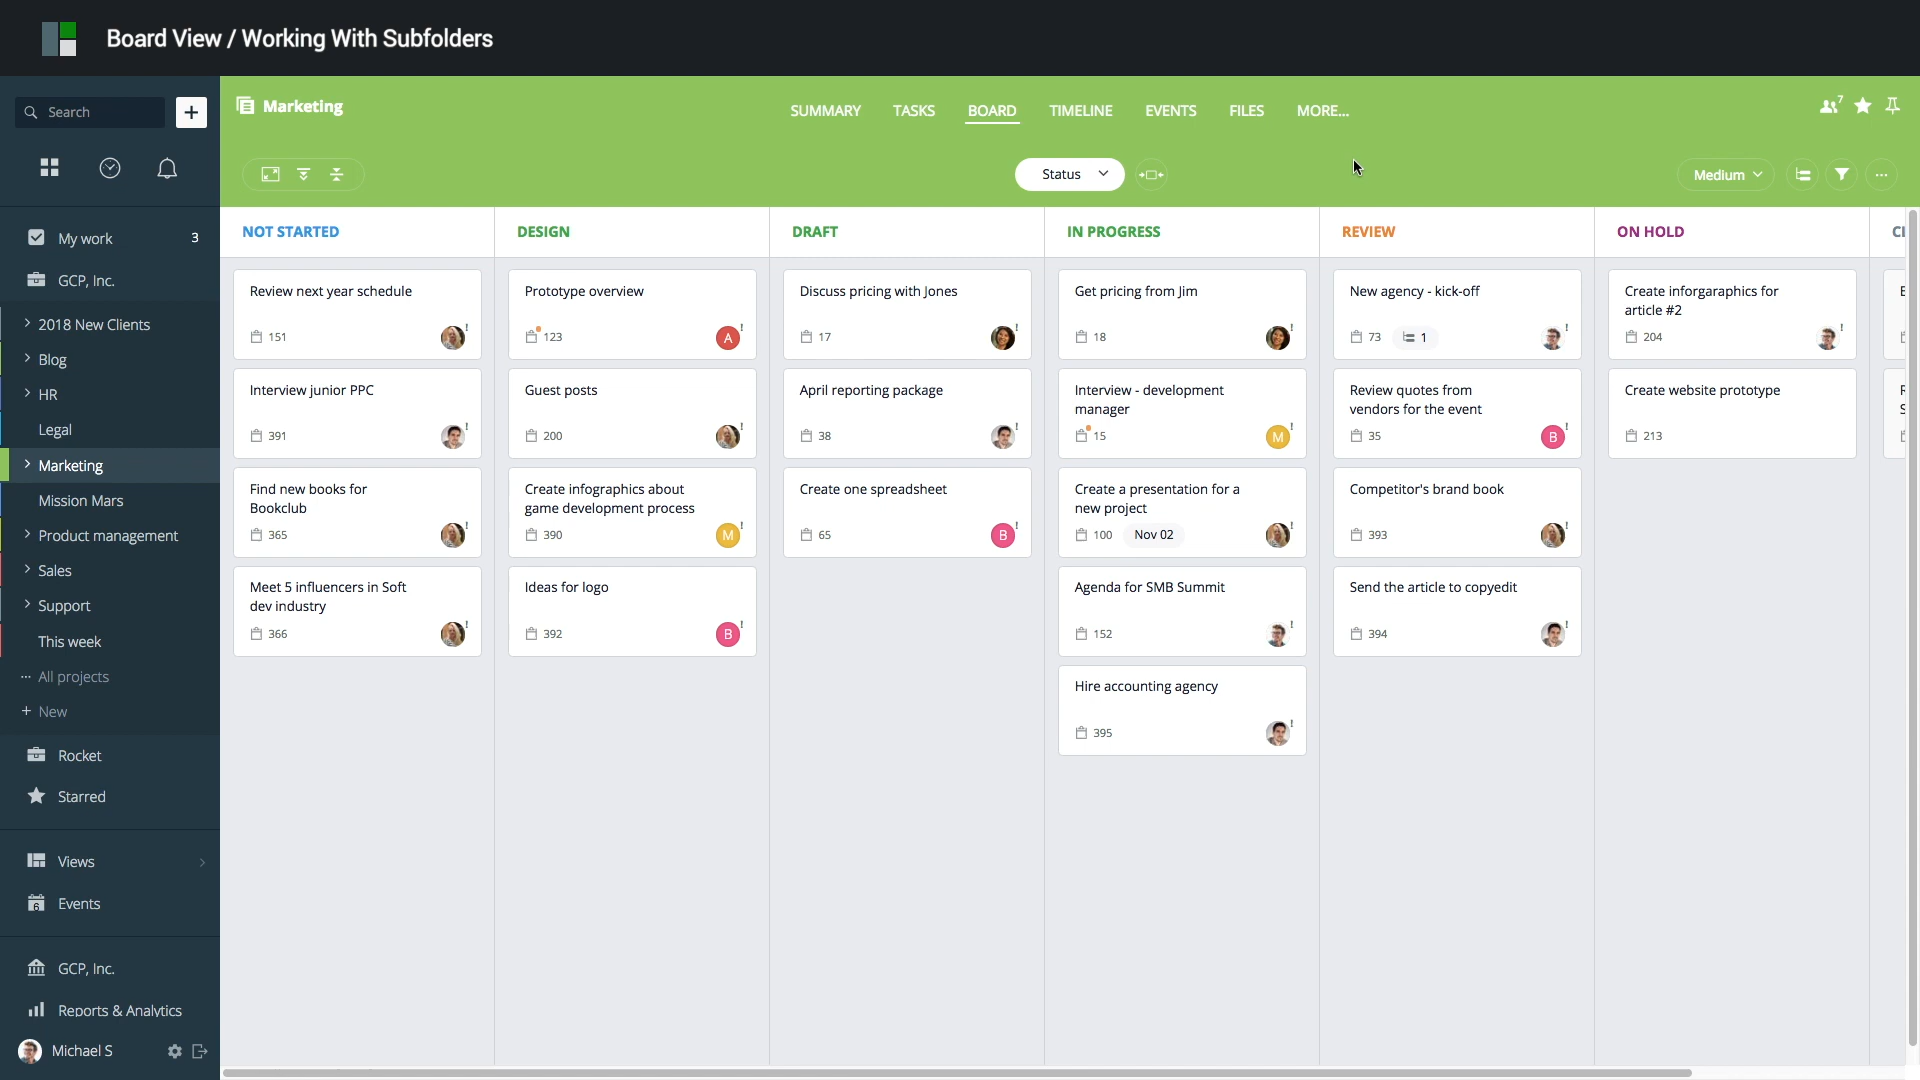 Board View / Working With Subfolders
Search
+
Marketing
SUMMARY
TASKS
BOARD
TIMELINE
EVENTS
FILES
MORE...
7
Status
Medium
My work
3
GCP, Inc.
2018 New Clients
Blog
HR
Legal
Marketing
Mission Mars
Product management
Sales
Support
This week
All projects
+ New
Rocket
Starred
Views
6
Events
GCP, Inc.
Reports & Analytics
Michael S
NOT STARTED
Review next year schedule
151
!
Interview junior PPC
391
!
Find new books for
Bookclub
365
!
Meet 5 influencers in Soft
dev industry
366
!
DESIGN
Prototype overview
123
A
!
Guest posts
200
!
Create infographics about
game development process
390
M
!
Ideas for logo
392
B
!
DRAFT
Discuss pricing with Jones
17
!
April reporting package
38
!
Create one spreadsheet
65
B
!
IN PROGRESS
Get pricing from Jim
18
!
Interview - development
manager
15
M
!
Create a presentation for a
new project
100
Nov 02
!
Agenda for SMB Summit
152
!
Hire accounting agency
395
!
REVIEW
New agency - kick-off
73
1
!
Review quotes from
vendors for the event
35
B
!
Competitor's brand book
393
!
Send the article to copyedit
394
!
ON HOLD
Create inforgaraphics for
article #2
204
!
Create website prototype
213